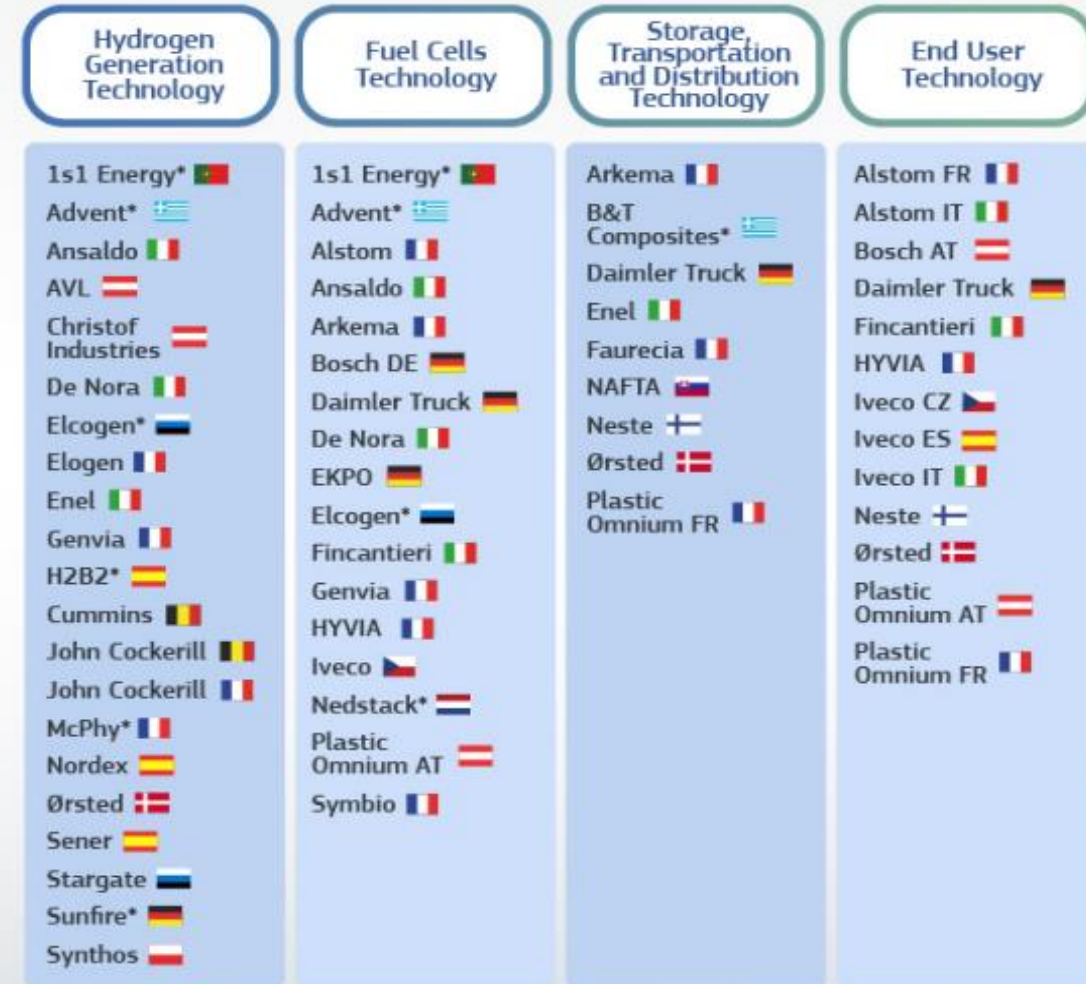 Hydrogen
Generation
Technology
1s1 Energy*
Advent*
Ansaldo
AVL
Christof
Industries
De Nora
Elcogen*
Elogen
Enel
Genvia
H2B2*
Cummins
John Cockerill
John Cockerill
McPhy*
Nordex
Ørsted
Sener
Stargate
Sunfire*
Synthos
Fuel Cells
Technology
1s1 Energy*
Advent*
Alstom
Ansaldo
Arkema
Bosch DE
Daimler Truck
De Nora
EKPO
Elcogen*
Fincantieri
Genvia
HYVIA
Iveco
Nedstack*
Plastic
Omnium AT
Symbio
Storage,
Transportation
and Distribution
Technology
Arkema
B&T
Composites*
Daimler Truck
Enel
Faurecia
NAFTA
Neste
Ørsted
Plastic
Omnium FR
End User
Technology
Alstom FR
Alstom IT
Bosch AT
Daimler Truck
Fincantieri
HYVIA
Iveco CZ
Iveco ES
Iveco IT
Neste
Ørsted
Plastic
Omnium AT
Plastic
Omnium FR